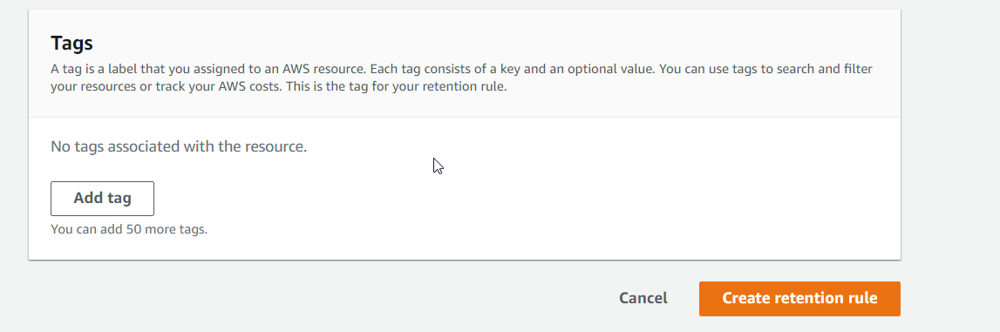 Tags
A tag is a label that you assigned to an AWS resource. Each tag consists of a key and an optional value. You can use tags to search and filter
your resources or track your AWS costs. This is the tag for your retention rule.
No tags associated with the resource.
Add tag
You can add 50 more tags.
Cancel
Create retention rule